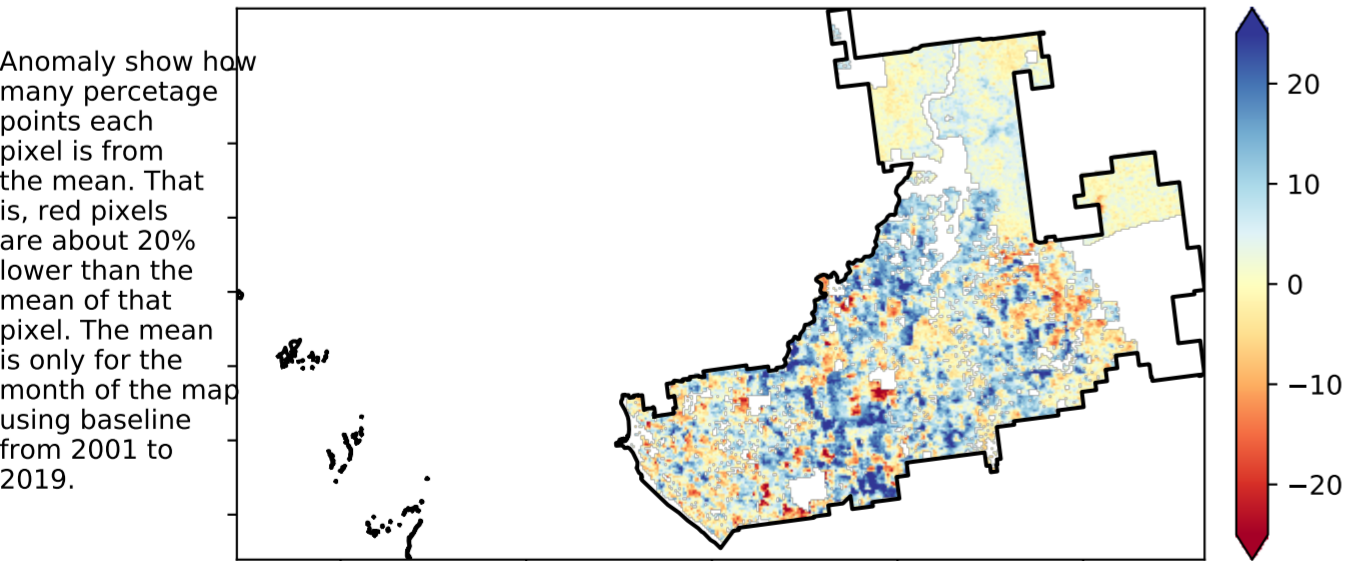 Anomaly show how
many percetage
points each
pixel is from
the mean. That
is, red pixels
are about 20%
lower than the
mean of that
pixel. The mean
is only for the
month of the map
using baseline
from 2001 to
2019.
20
10
0
−10
−20